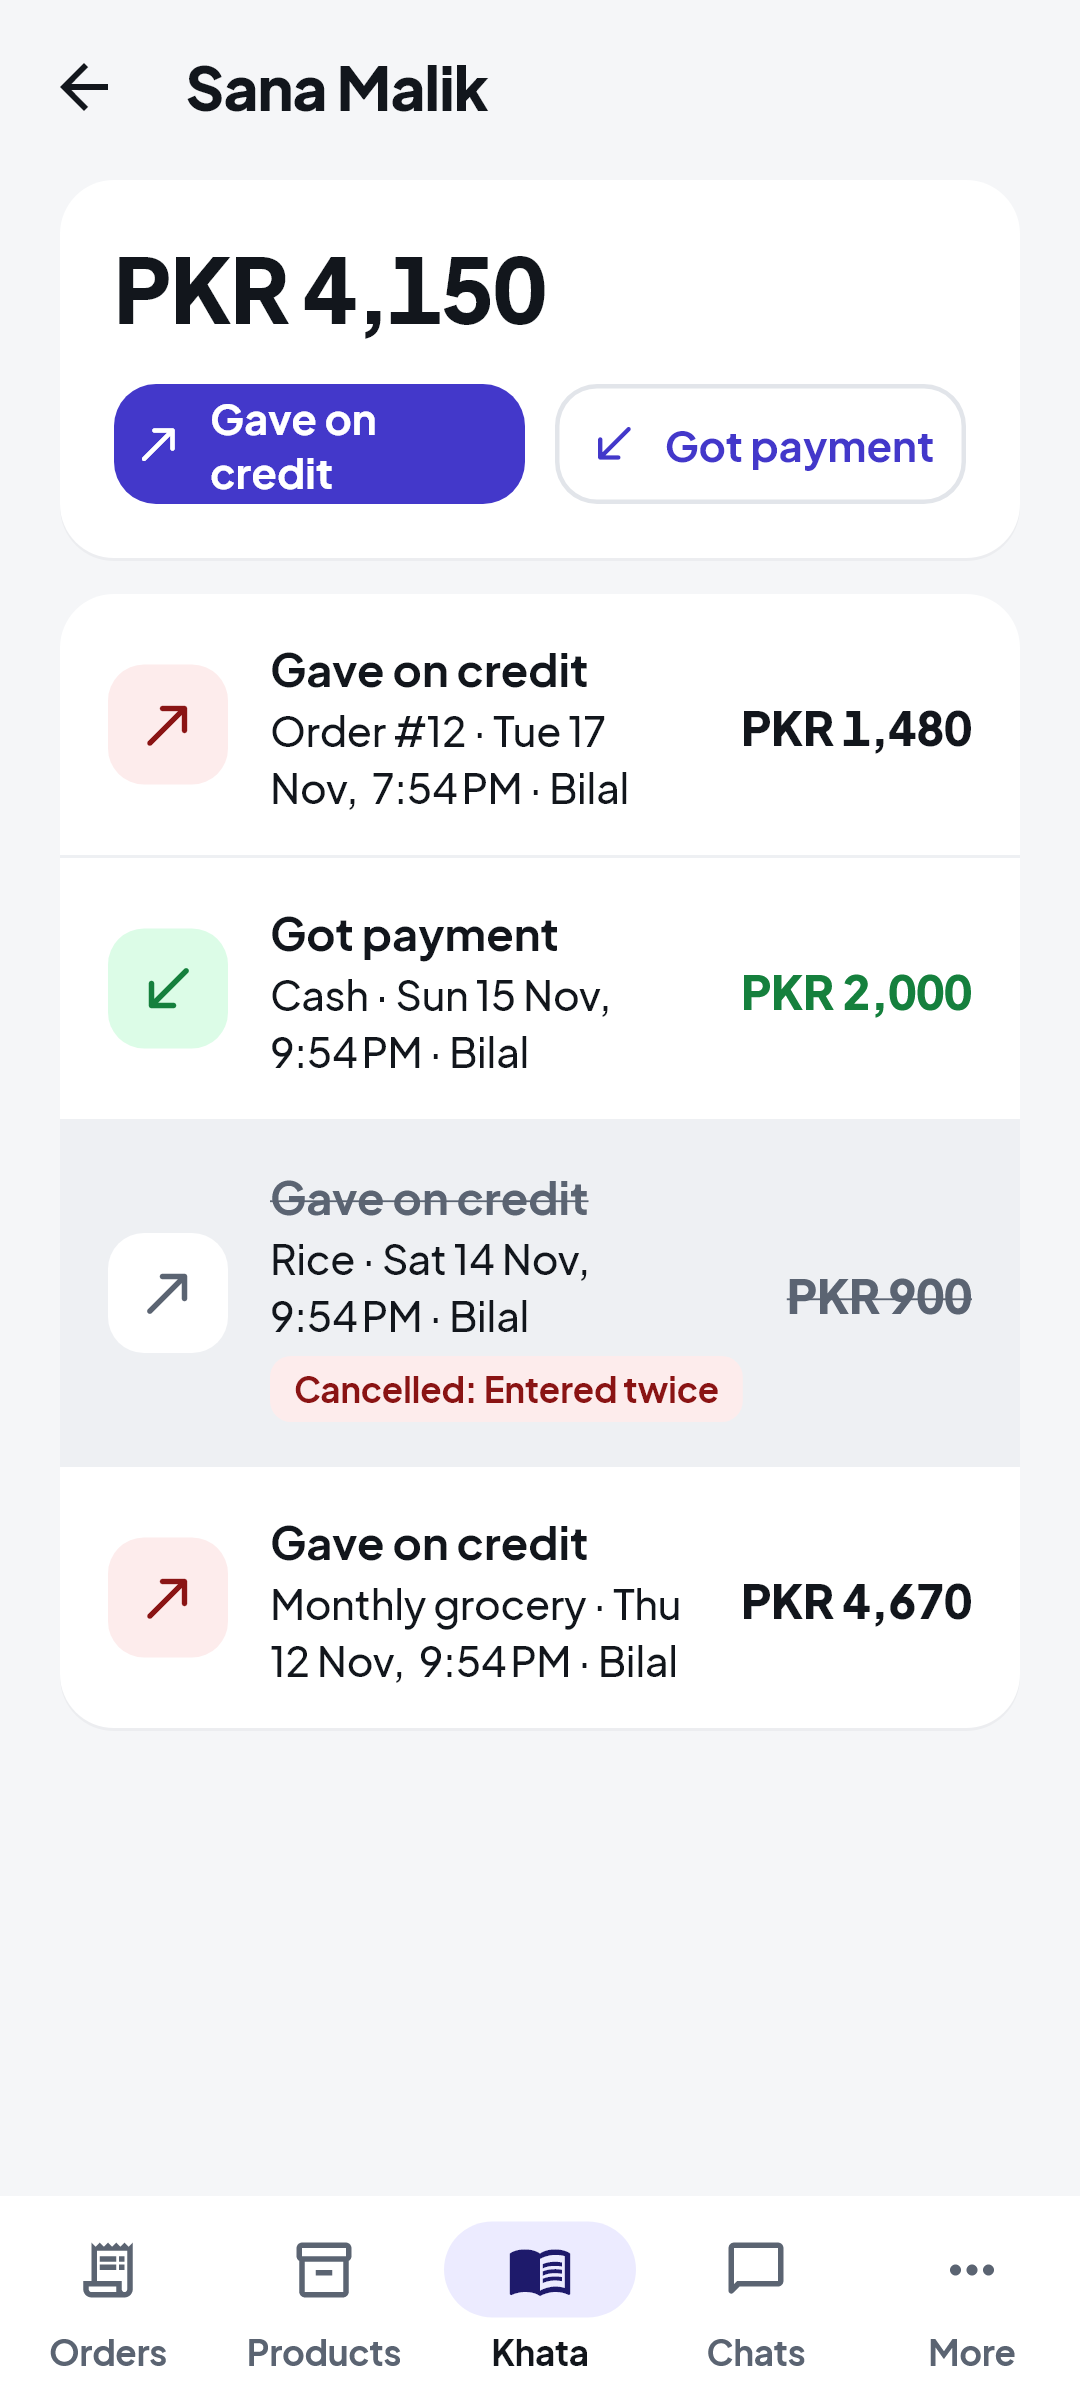 Sana Malik
PKR 4,150
Gave on
credit
Got payment
Gave on credit
Order #12 · Tue 17
Nov, 7:54 PM · Bilal
PKR 1,480
Got payment
Cash · Sun 15 Nov,
9:54 PM · Bilal
PKR 2,000
Gave on credit
Rice · Sat 14 Nov,
9:54 PM · Bilal
PKR 900
Cancelled: Entered twice
Gave on credit
Monthly grocery · Thu
12 Nov, 9:54 PM · Bilal
PKR 4,670
Orders
Products
Khata
Chats
More